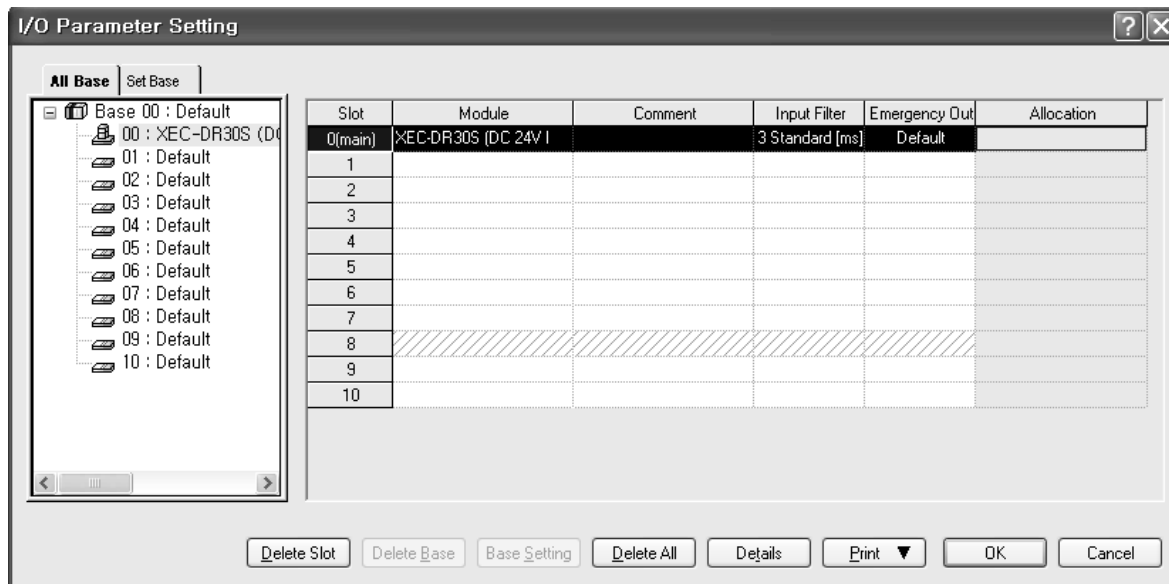 I/O Parameter Setting
All Base Set Base
Base 00 : Default
00 : XEC-DR30S (DC
01 : Default
02 : Default
03 : Default
04 : Default
05 : Default
06 : Default
07 : Default
08 : Default
09 : Default
10 : Default
Slot Module Comment Input Filter Emergency Out Allocation
0(main) XEC-DR30S (DC 24V I 3 Standard [ms] Default
1
2
3
4
5
6
7
8
9
10
Delete Slot Delete Base Base Setting Delete All Details Print ▼ OK Cancel